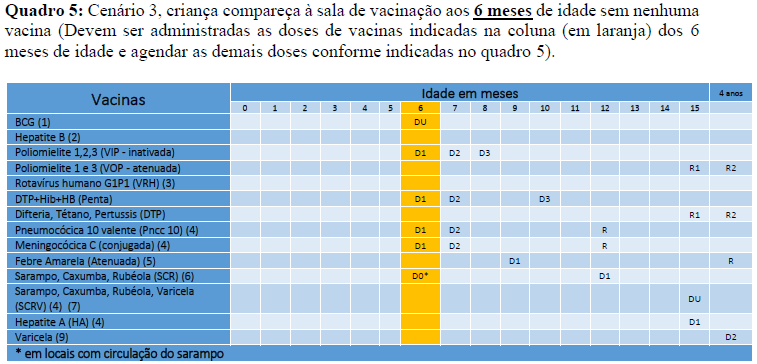 Quadro 5: Cenário 3, criança compareça à sala de vacinação aos 6 meses de idade sem nenhuma
vacina (Devem ser administradas as doses de vacinas indicadas na coluna (em laranja) dos 6
meses de idade e agendar as demais doses conforme indicadas no quadro 5).
Vacinas Idade em meses 4 anos
0 1 2 3 4 5 6 7 8 9 10 11 12 13 14 15
BCG (1) DU
Hepatite B (2)
Poliomielite 1,2,3 (VIP - inativada) D1 D2 D3
Poliomielite 1 e 3 (VOP - atenuada) R1 R2
Rotavírus humano G1P1 (VRH) (3)
DTP+Hib+HB (Penta) D1 D2 D3
Difteria, Tétano, Pertussis (DTP) R1 R2
Pneumocócica 10 valente (Pncc 10) (4) D1 D2 R
Meningocócica C (conjugada) (4) D1 D2 R
Febre Amarela (Atenuada) (5) D1 R
Sarampo, Caxumba, Rubéola (SCR) (6) D0* D1
Sarampo, Caxumba, Rubéola, Varicela
(SCRV) (4) (7) DU
Hepatite A (HA) (4) D1
Varicela (9) D2
* em locais com circulação do sarampo